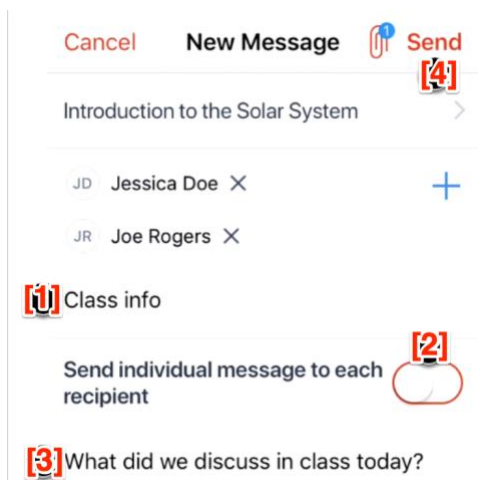 Cancel New Message 1 Send
[4]
Introduction to the Solar System
JD Jessica Doe
JR Joe Rogers
[1] Class info
[2]
Send individual message to each
recipient
[3] What did we discuss in class today?